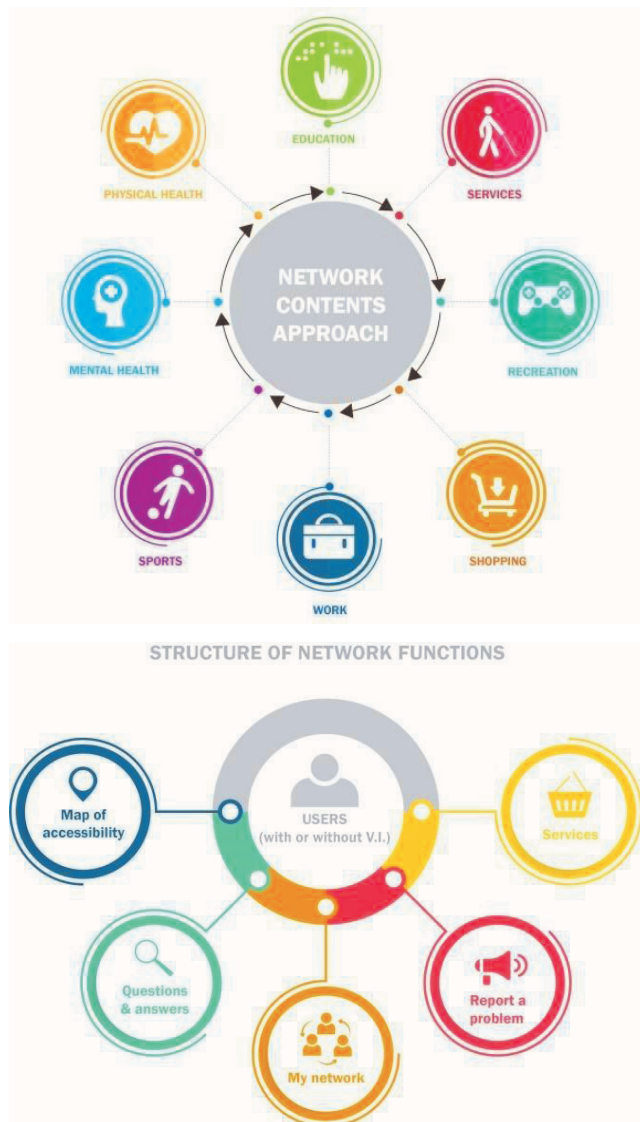 EDUCATION
PHYSICAL HEALTH
SERVICES
NETWORK
CONTENTS
APPROACH
MENTAL HEALTH
RECREATION
SPORTS
SHOPPING
WORK
STRUCTURE OF NETWORK FUNCTIONS
Map of
accessibility
USERS
(with or without V.I.)
Services
Questions
& answers
Report a
problem
My network